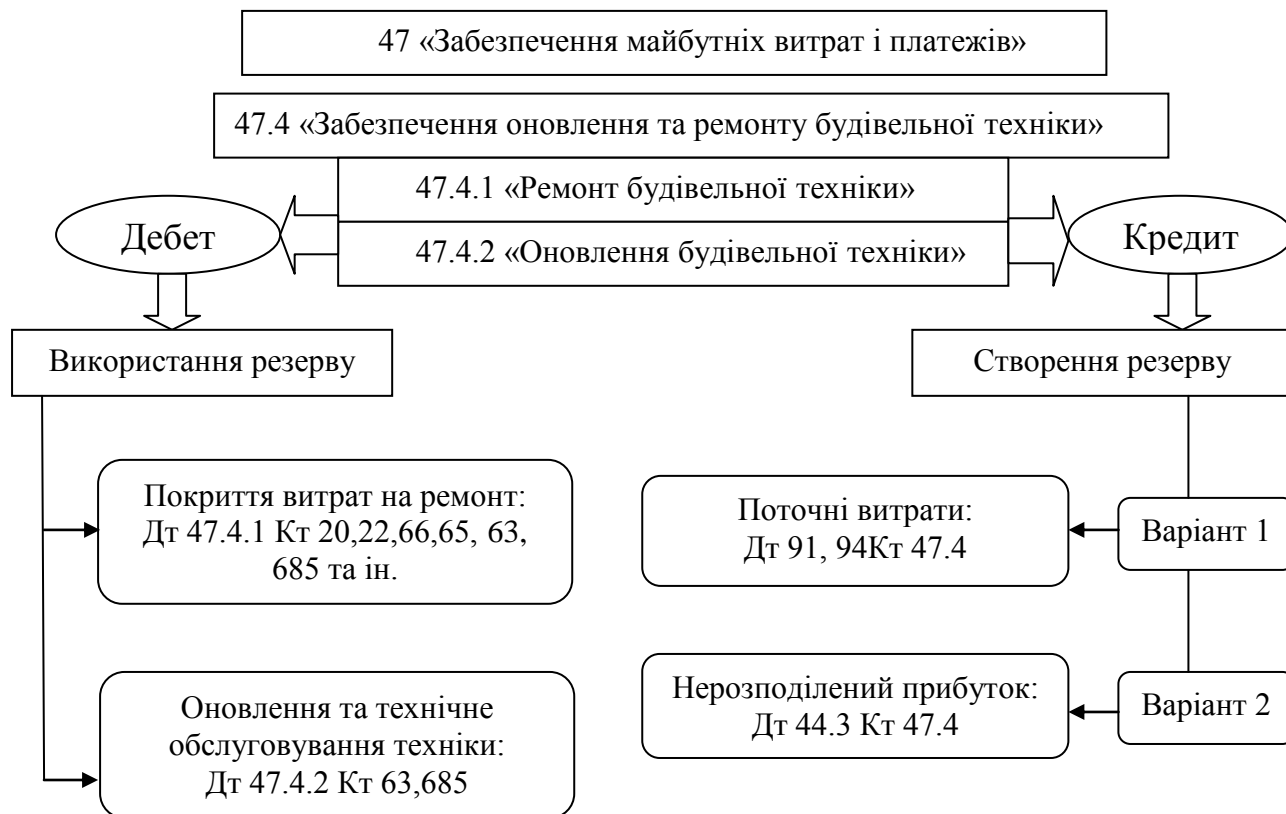 47 «Забезпечення майбутніх витрат і платежів»
47.4 «Забезпечення оновлення та ремонту будівельної техніки»
47.4.1 «Ремонт будівельної техніки»
47.4.2 «Оновлення будівельної техніки»
Дебет
Кредит
Використання резерву
Створення резерву
Покриття витрат на ремонт:
Дт 47.4.1 Кт 20,22,66,65, 63,
685 та ін.
Поточні витрати:
Дт 91, 94Кт 47.4
Варіант 1
Оновлення та технічне
обслуговування техніки:
Дт 47.4.2 Кт 63,685
Нерозподілений прибуток:
Дт 44.3 Кт 47.4
Варіант 2